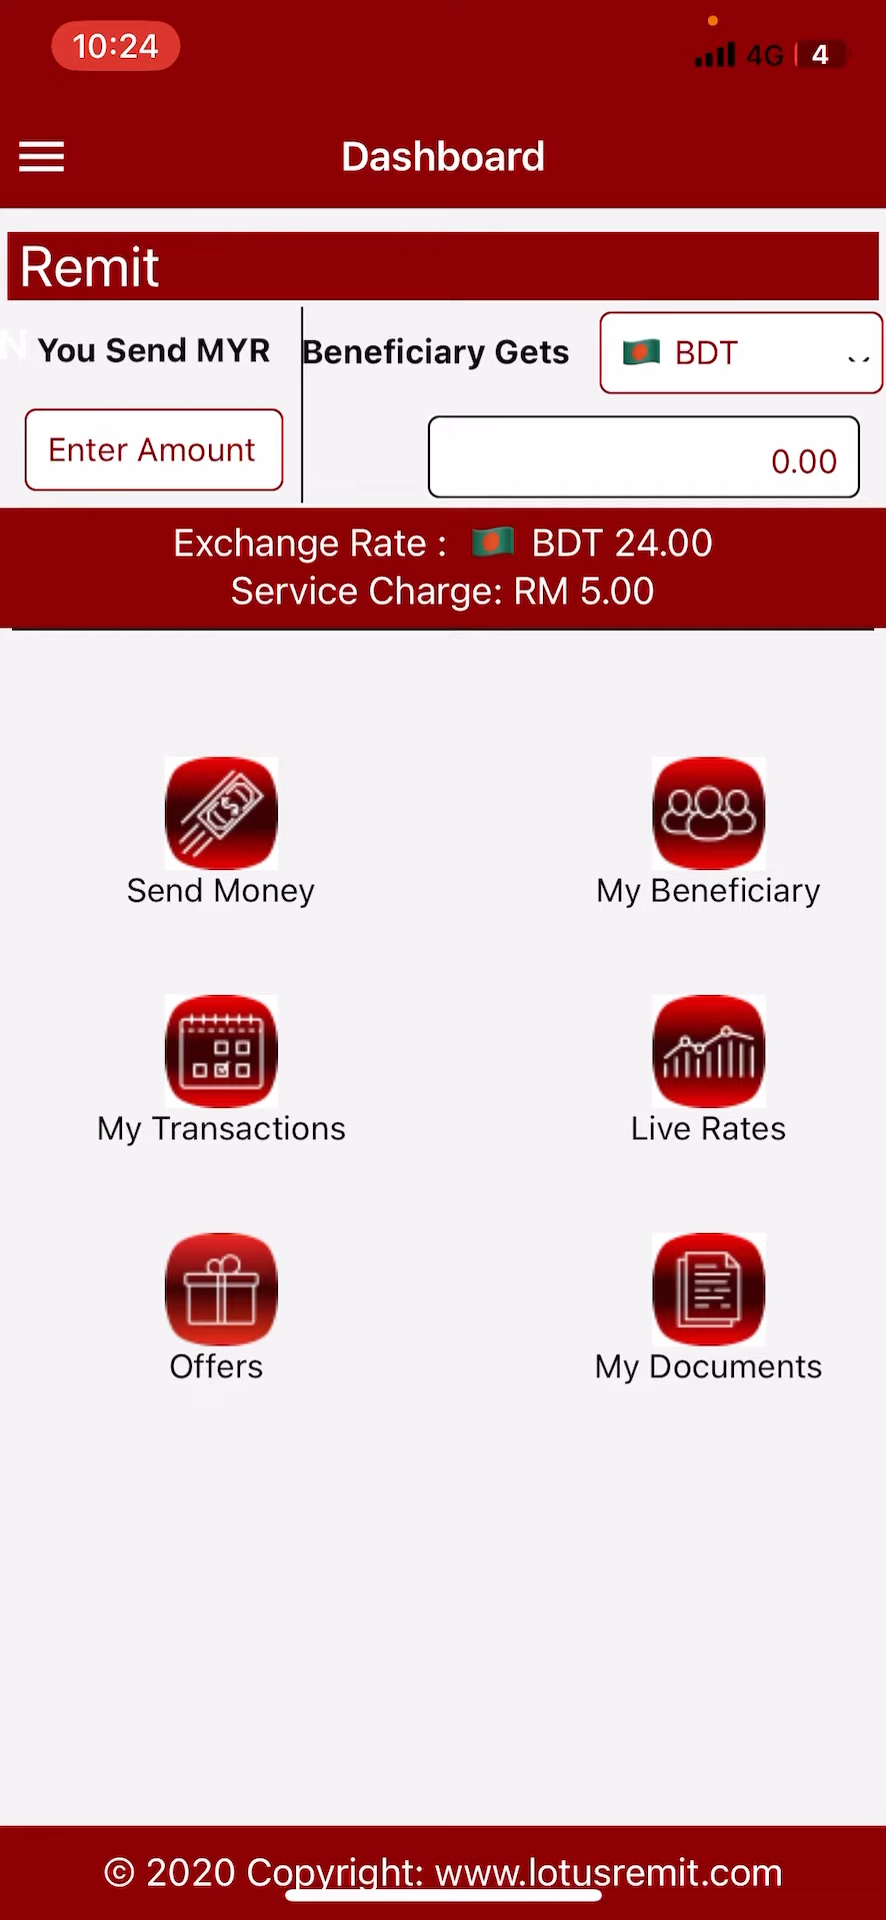 10:24
4G 4
Dashboard
Remit
N
You Send MYR
Beneficiary Gets
BDT
Enter Amount
0.00
Exchange Rate : BDT 24.00
Service Charge: RM 5.00
Send Money
My Beneficiary
My Transactions
Live Rates
Offers
My Documents
© 2020 Copyright: www.lotusremit.com